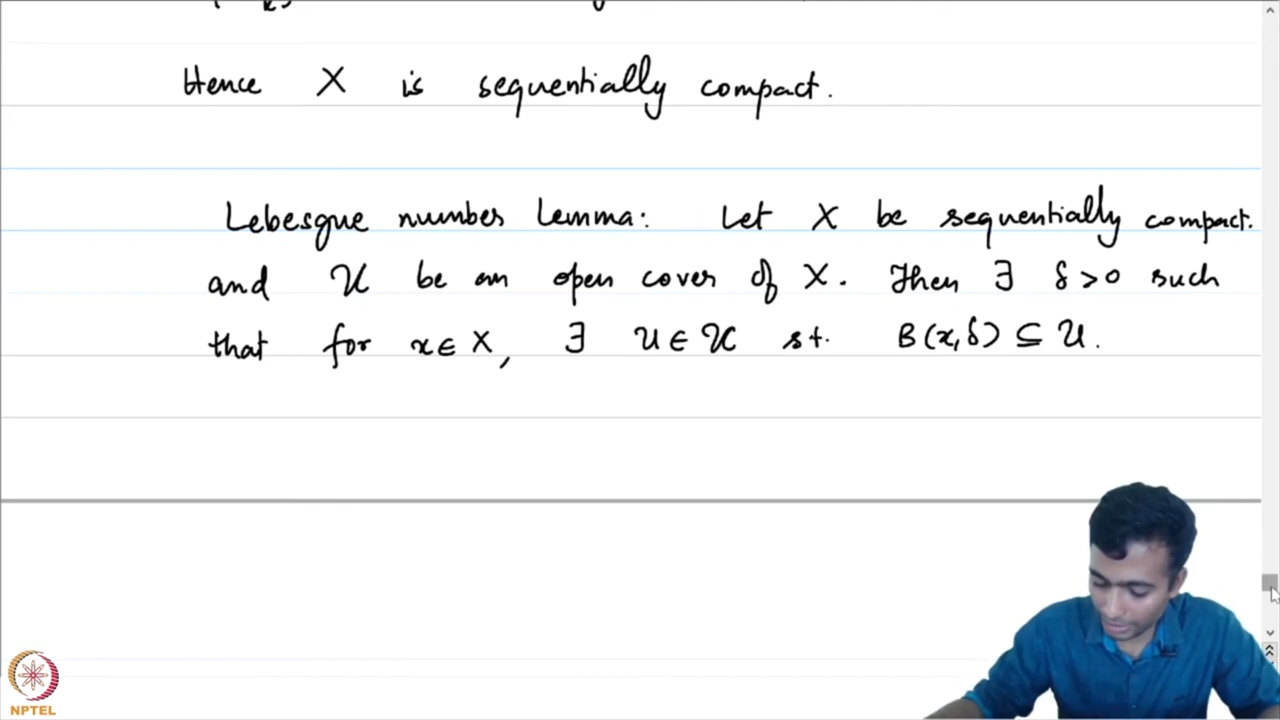 Hence X is sequentially compact.
Lebesgue number Lemma: Let X be sequentially compact.
and 𝒰 be an open cover of X. Then ∃ δ > 0 such
that for x ∈ X, ∃ U ∈ 𝒰 st. B(x, δ) ⊆ U.
NPTEL